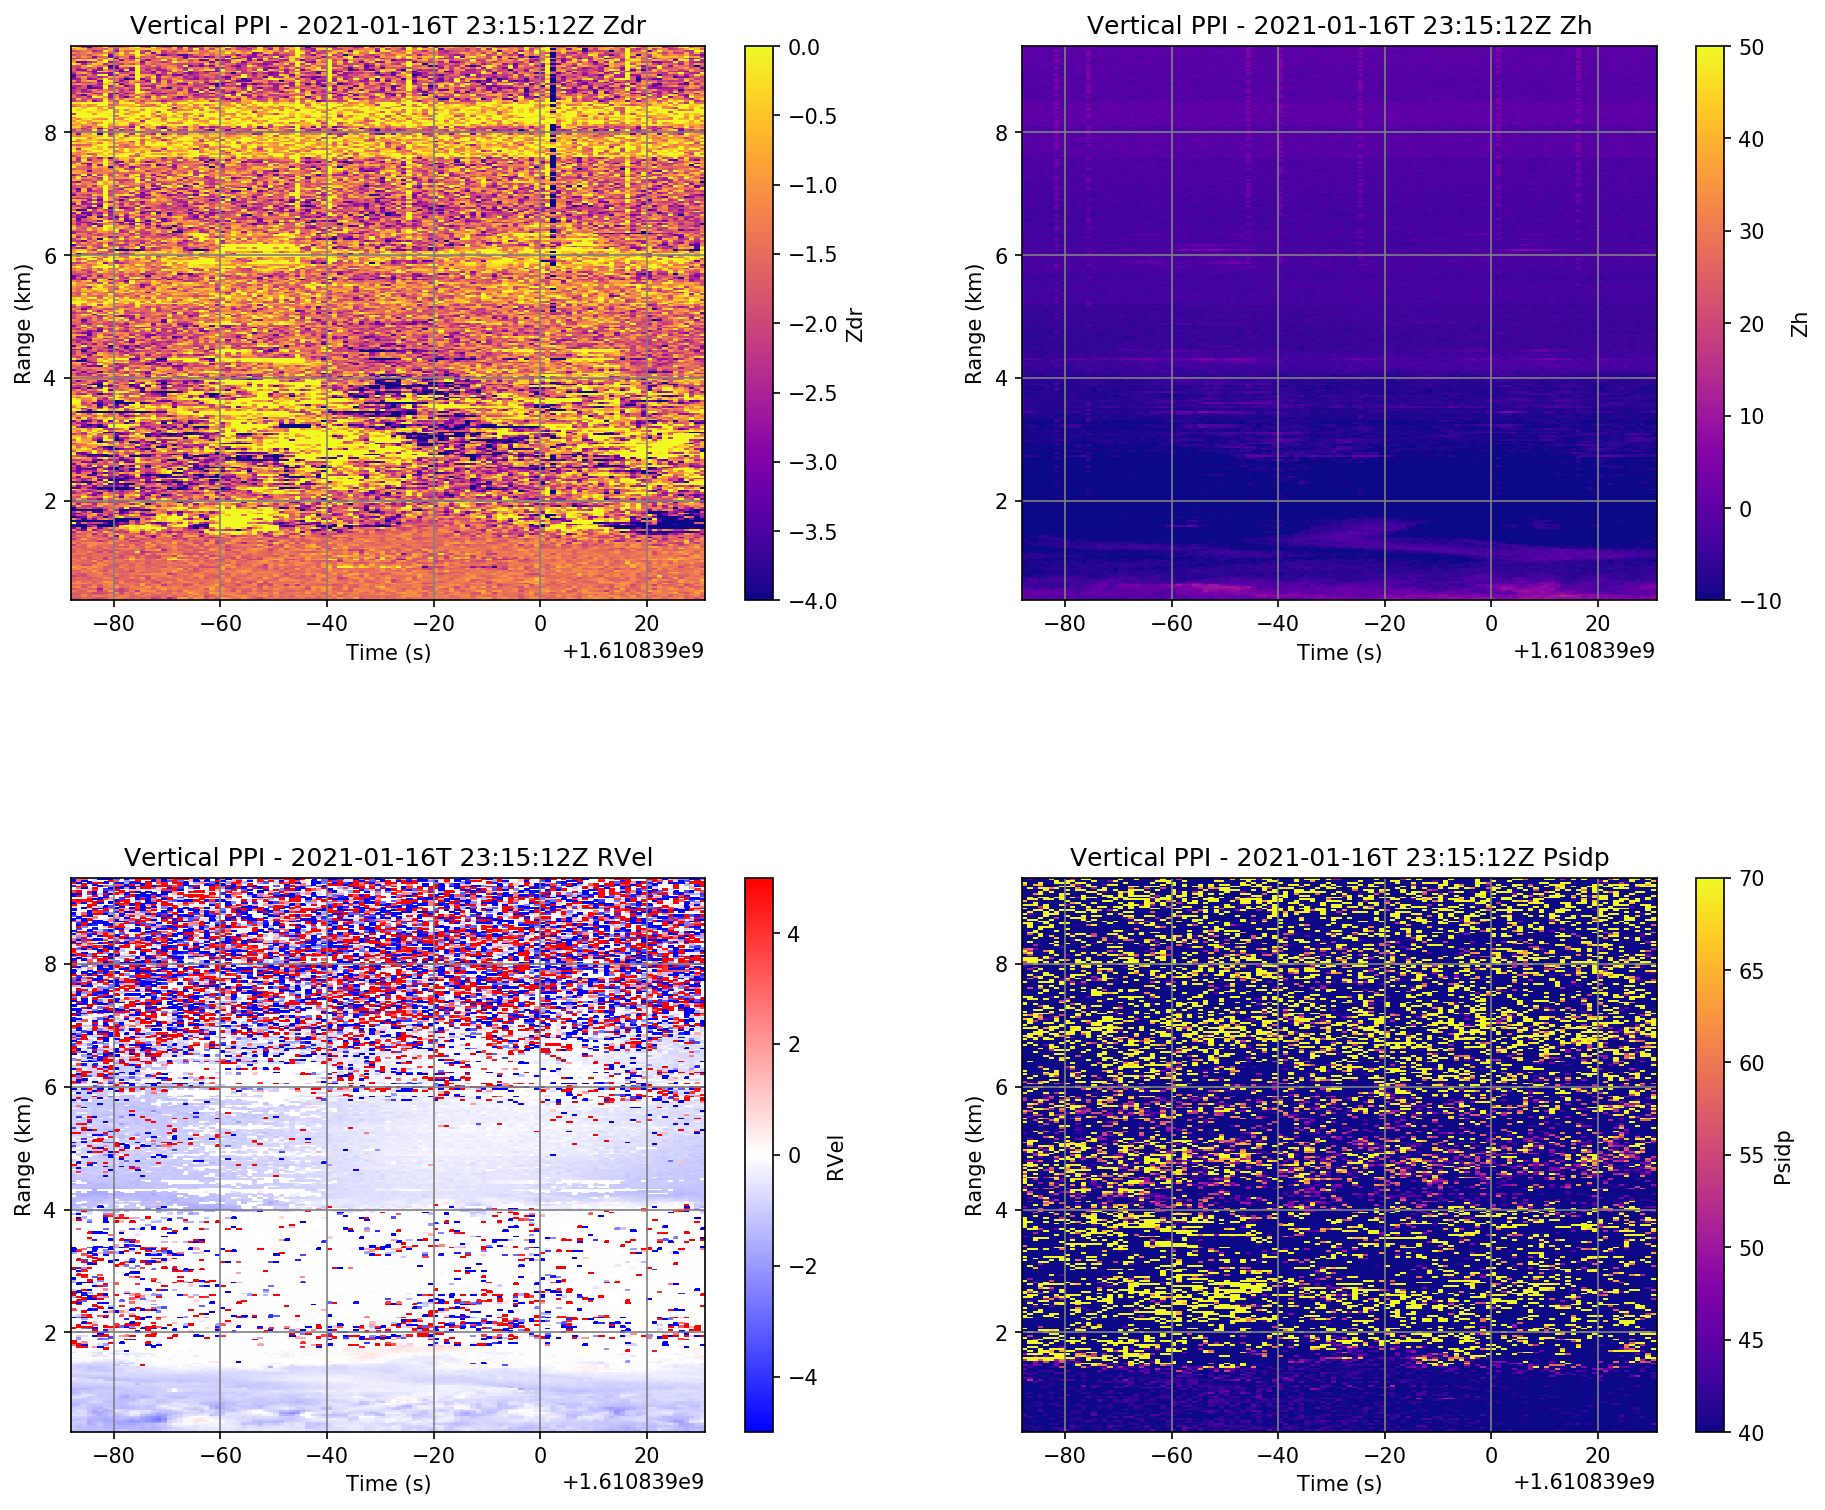 Vertical PPI - 2021-01-16T 23:15:12Z Zdr
Range (km)
8
6
4
2
−80 −60 −40 −20 0 20
Time (s)
+1.610839e9
0.0
−0.5
−1.0
−1.5
−2.0
−2.5
−3.0
−3.5
−4.0
Zdr
Vertical PPI - 2021-01-16T 23:15:12Z Zh
Range (km)
8
6
4
2
−80 −60 −40 −20 0 20
Time (s)
+1.610839e9
50
40
30
20
10
0
−10
Zh
Vertical PPI - 2021-01-16T 23:15:12Z RVel
Range (km)
8
6
4
2
−80 −60 −40 −20 0 20
Time (s)
+1.610839e9
4
2
0
−2
−4
RVel
Vertical PPI - 2021-01-16T 23:15:12Z Psidp
Range (km)
8
6
4
2
−80 −60 −40 −20 0 20
Time (s)
+1.610839e9
70
65
60
55
50
45
40
Psidp